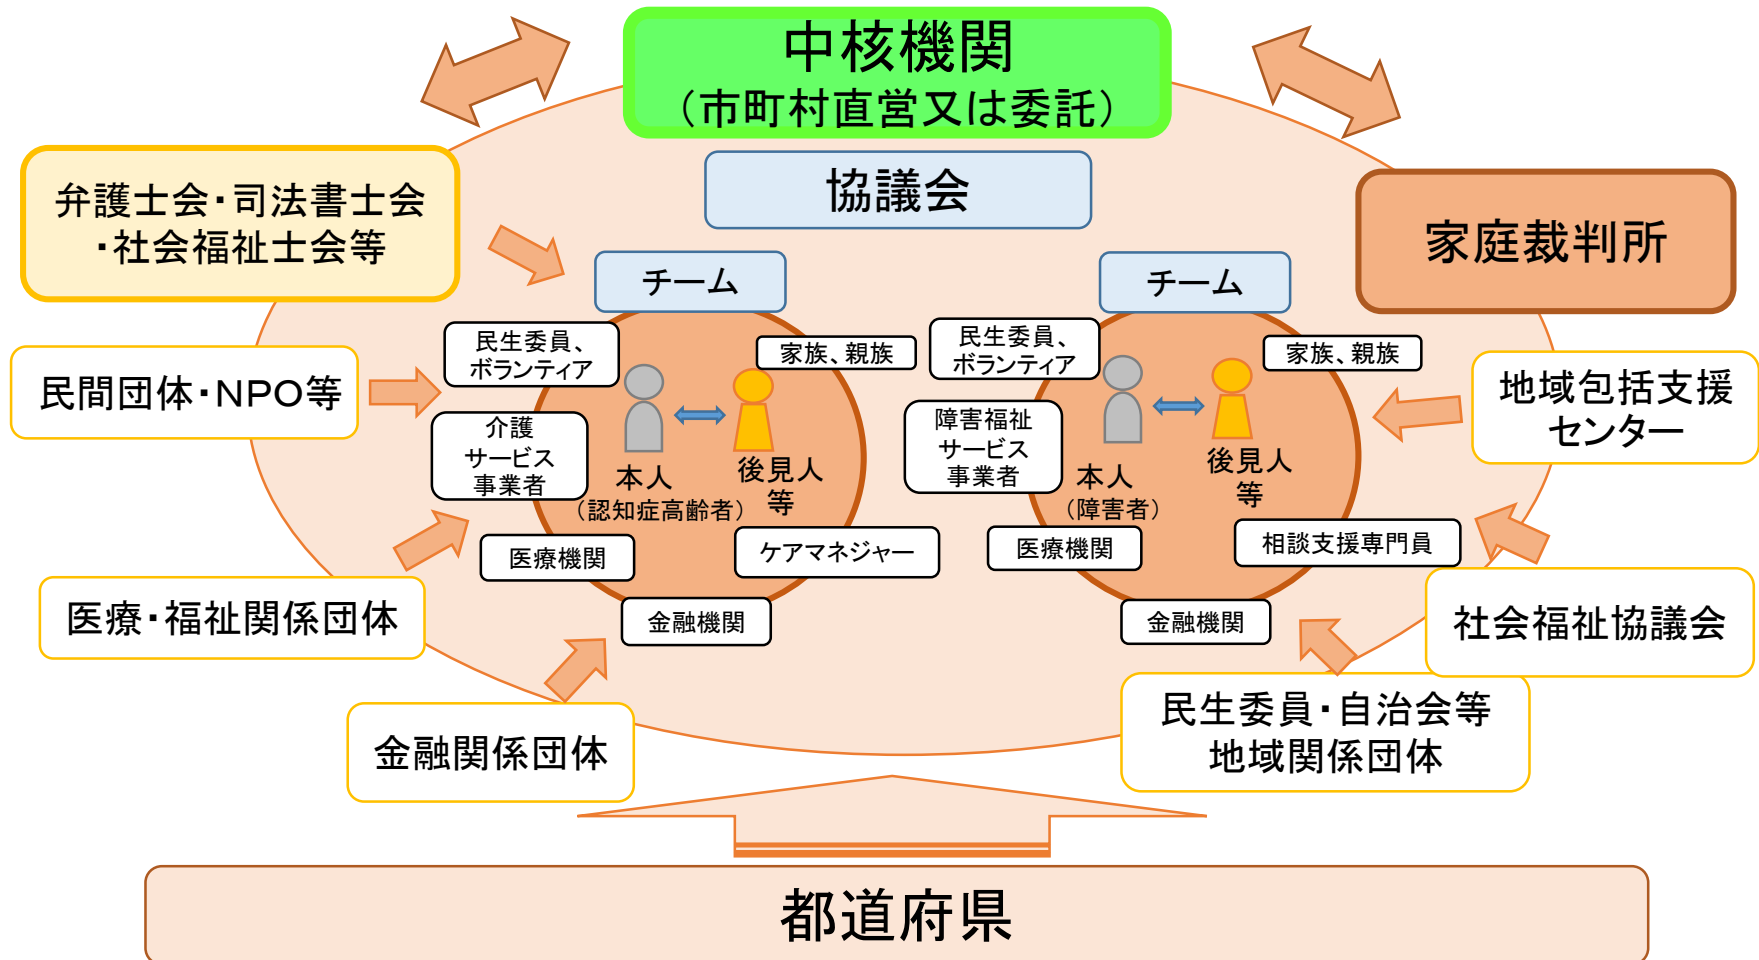 中核機関
（市町村直営又は委託）
協議会
弁護士会・司法書士会
・社会福祉士会等
家庭裁判所
チーム
民生委員、
ボランティア
家族、親族
介護
サービス
事業者
本人
（認知症高齢者）
後見人
等
医療機関
ケアマネジャー
金融機関
チーム
民生委員、
ボランティア
家族、親族
障害福祉
サービス
事業者
本人
（障害者）
後見人
等
医療機関
相談支援専門員
金融機関
民間団体・NPO等
地域包括支援
センター
医療・福祉関係団体
社会福祉協議会
金融関係団体
民生委員・自治会等
地域関係団体
都道府県